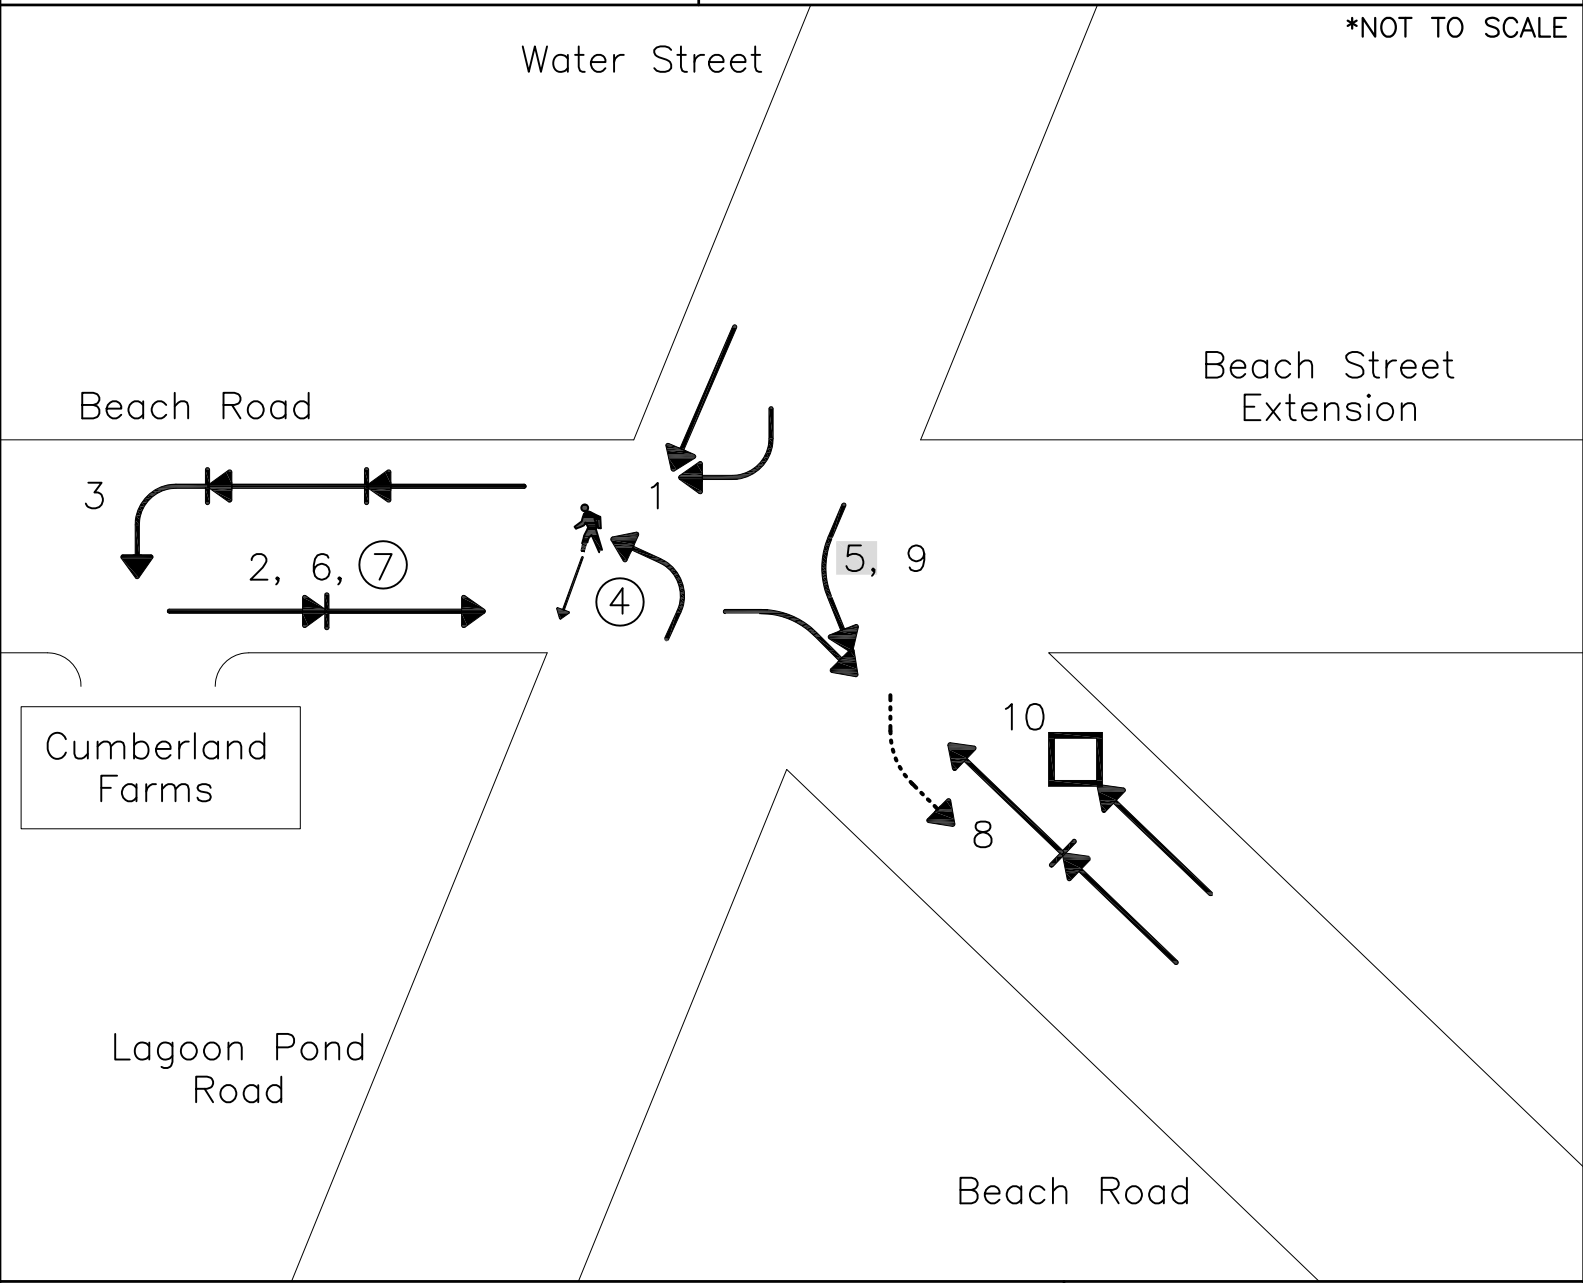 *NOT TO SCALE
Water Street
Beach Street
Extension
Beach Road
3
1
2, 6, 7
5, 9
4
10
Cumberland
Farms
8
Lagoon Pond
Road
Beach Road